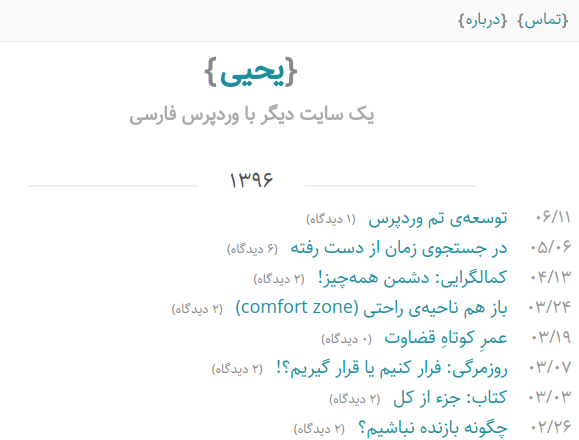 {تماس} {درباره}
{یحیی}
یک سایت دیگر با وردپرس فارسی
۱۳۹۶
۰۶/۱۱ توسعه‌ی تم وردپرس (۱ دیدگاه)
۰۵/۰۶ در جستجوی زمان از دست رفته (۶ دیدگاه)
۰۴/۱۳ کمالگرایی: دشمن همه‌چیز! (۲ دیدگاه)
۰۳/۲۴ باز هم ناحیه‌ی راحتی (comfort zone) (۲ دیدگاه)
۰۳/۱۹ عمرِ کوتاهِ قضاوت (۰ دیدگاه)
۰۳/۰۷ روزمرگی: فرار کنیم یا قرار گیریم؟! (۲ دیدگاه)
۰۳/۰۳ کتاب: جزء از کل (۲ دیدگاه)
۰۲/۲۶ چگونه بازنده نباشیم؟ (۲ دیدگاه)